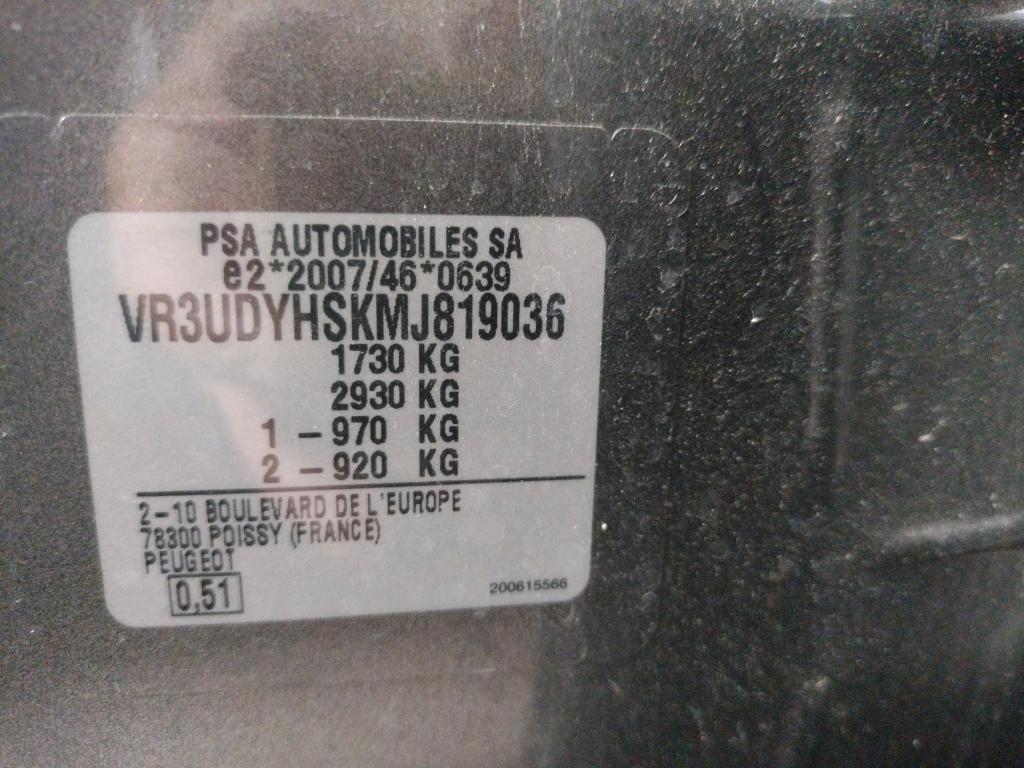 PSA AUTOMOBILES SA
e2*2007/46*0639
VR3UDYHSKMJ819036
1730 KG
2930 KG
1 – 970 KG
2 – 920 KG
2-10 BOULEVARD DE L'EUROPE
78300 POISSY (FRANCE)
PEUGEOT
0,51
200615566